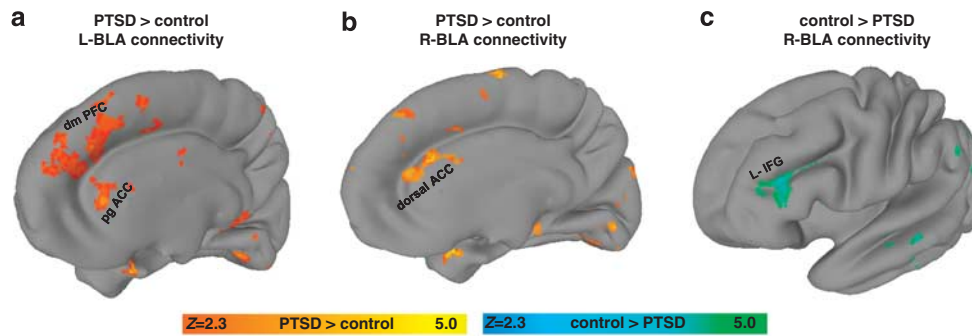 a
PTSD > control
L-BLA connectivity
dm PFC
pg ACC
b
PTSD > control
R-BLA connectivity
dorsal ACC
c
control > PTSD
R-BLA connectivity
L- IFG
Z=2.3 PTSD > control 5.0
Z=2.3 control > PTSD 5.0